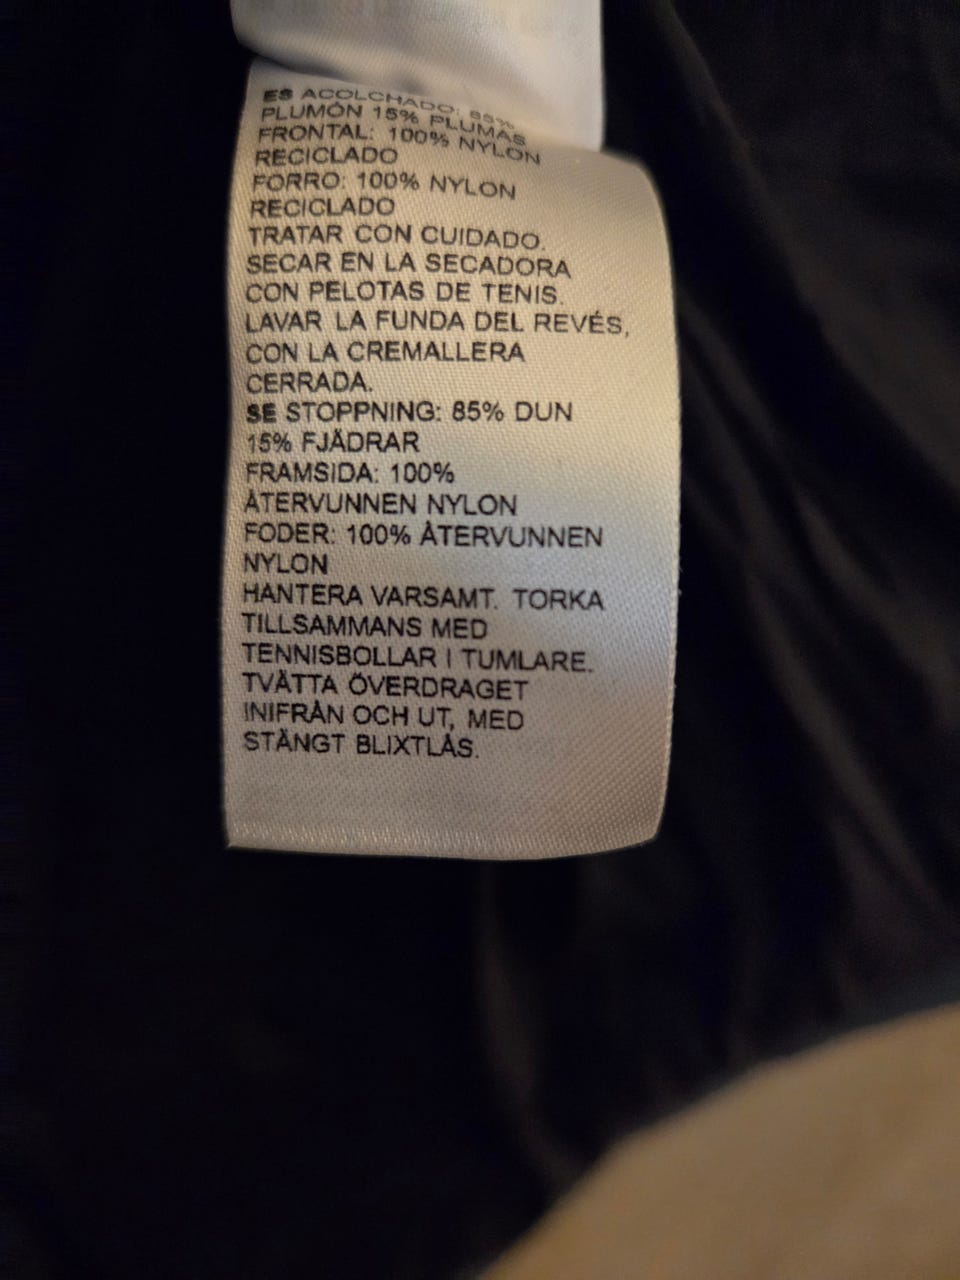 ES ACOLCHADO: 85%
PLUMÓN 15% PLUMAS
FRONTAL: 100% NYLON
RECICLADO
FORRO: 100% NYLON
RECICLADO
TRATAR CON CUIDADO.
SECAR EN LA SECADORA
CON PELOTAS DE TENIS.
LAVAR LA FUNDA DEL REVÉS,
CON LA CREMALLERA
CERRADA.
SE STOPPNING: 85% DUN
15% FJÄDRAR
FRAMSIDA: 100%
ÅTERVUNNEN NYLON
FODER: 100% ÅTERVUNNEN
NYLON
HANTERA VARSAMT. TORKA
TILLSAMMANS MED
TENNISBOLLAR I TUMLARE.
TVÄTTA ÖVERDRAGET
INIFRÅN OCH UT, MED
STÄNGT BLIXTLÅS.